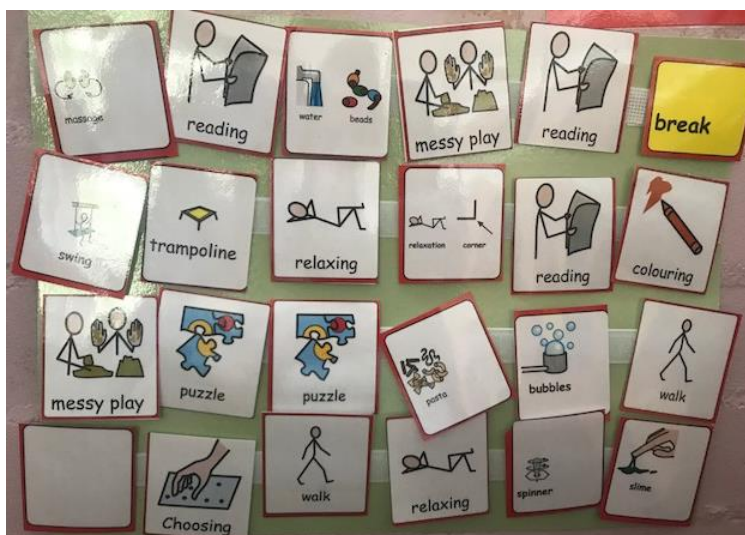 massage
reading
water beads
messy play
reading
break
swing
trampoline
relaxing
relaxation corner
reading
colouring
messy play
puzzle
puzzle
pasta
bubbles
walk
Choosing
walk
relaxing
spinner
slime